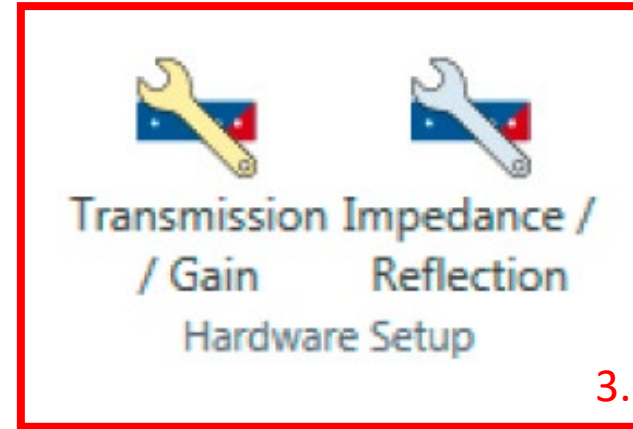 Transmission Impedance /
/ Gain Reflection
Hardware Setup
3.